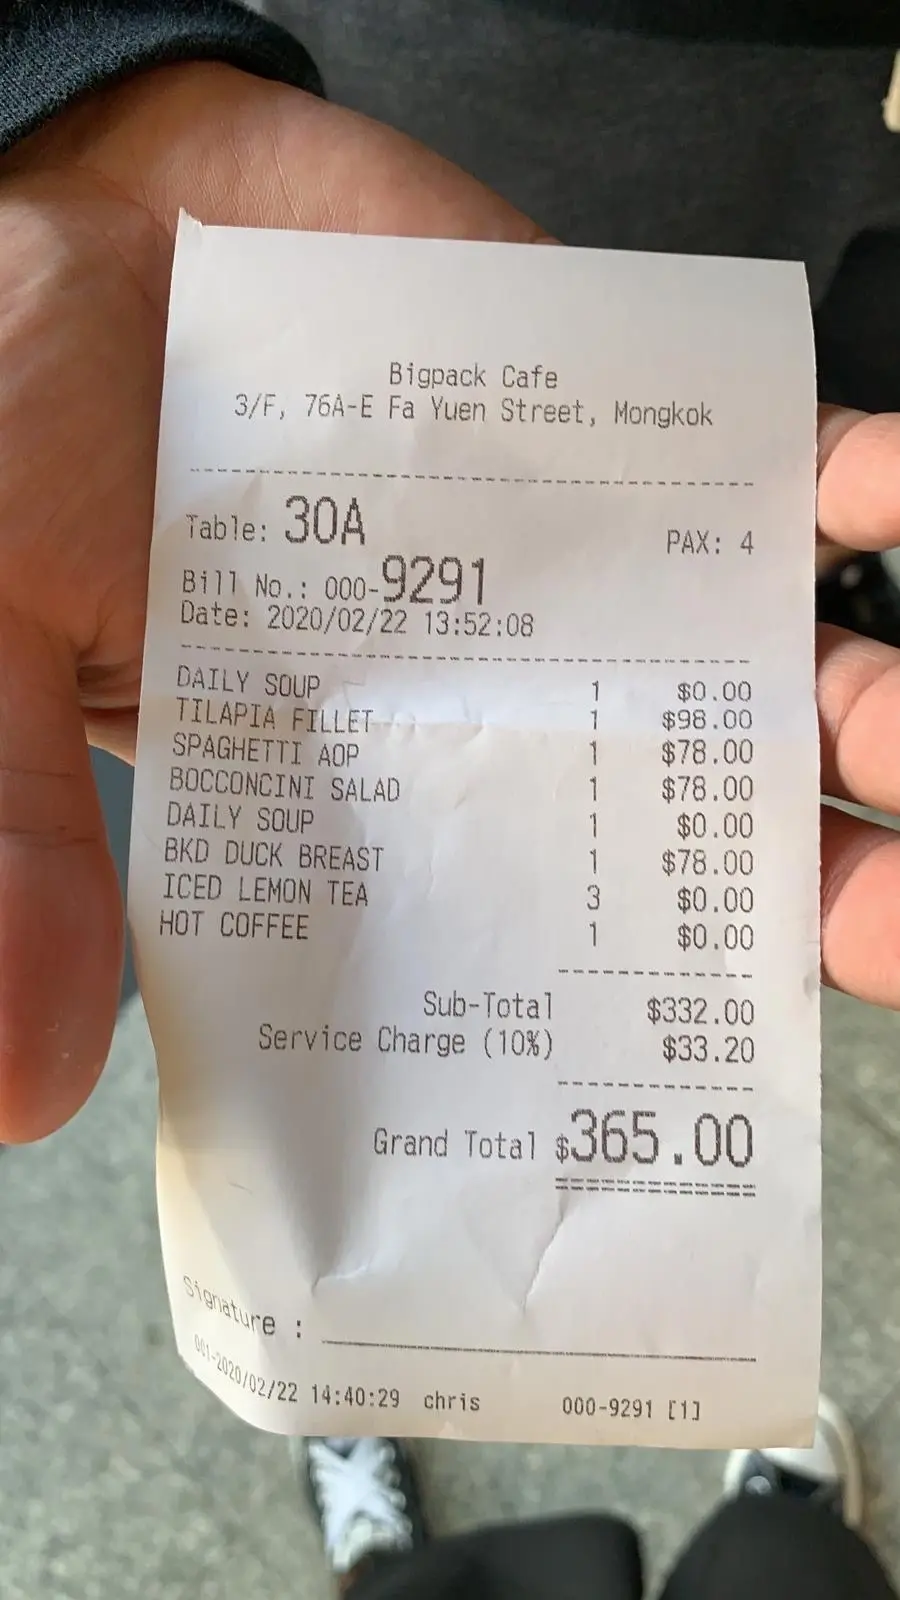 Bigpack Cafe
3/F, 76A-E Fa Yuen Street, Mongkok
Table: 30A PAX: 4
Bill No.: 000-9291
Date: 2020/02/22 13:52:08
DAILY SOUP 1 $0.00
TILAPIA FILLET 1 $98.00
SPAGHETTI AOP 1 $78.00
BOCCONCINI SALAD 1 $78.00
DAILY SOUP 1 $0.00
BKD DUCK BREAST 1 $78.00
ICED LEMON TEA 3 $0.00
HOT COFFEE 1 $0.00
Sub-Total $332.00
Service Charge (10%) $33.20
Grand Total $365.00
Signature :
001-2020/02/22 14:40:29 chris 000-9291 [1]